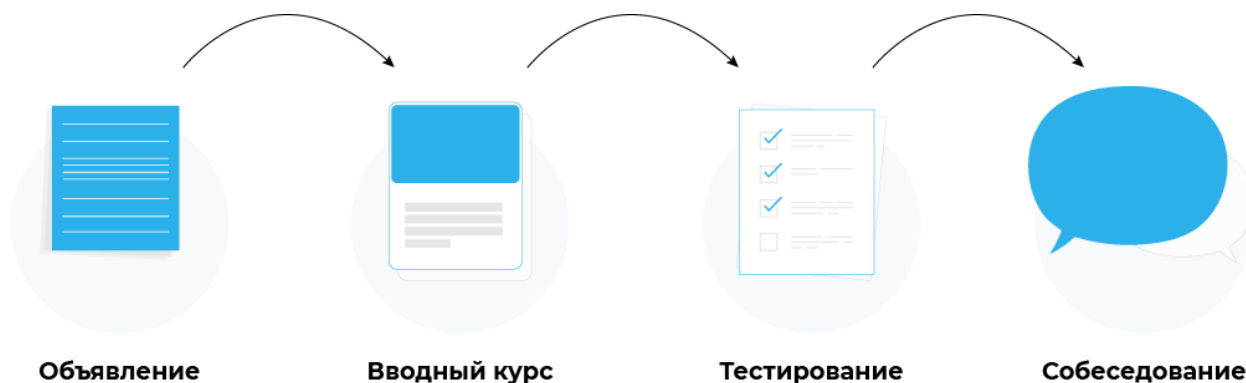 Объявление
Вводный курс
Тестирование
Собеседование